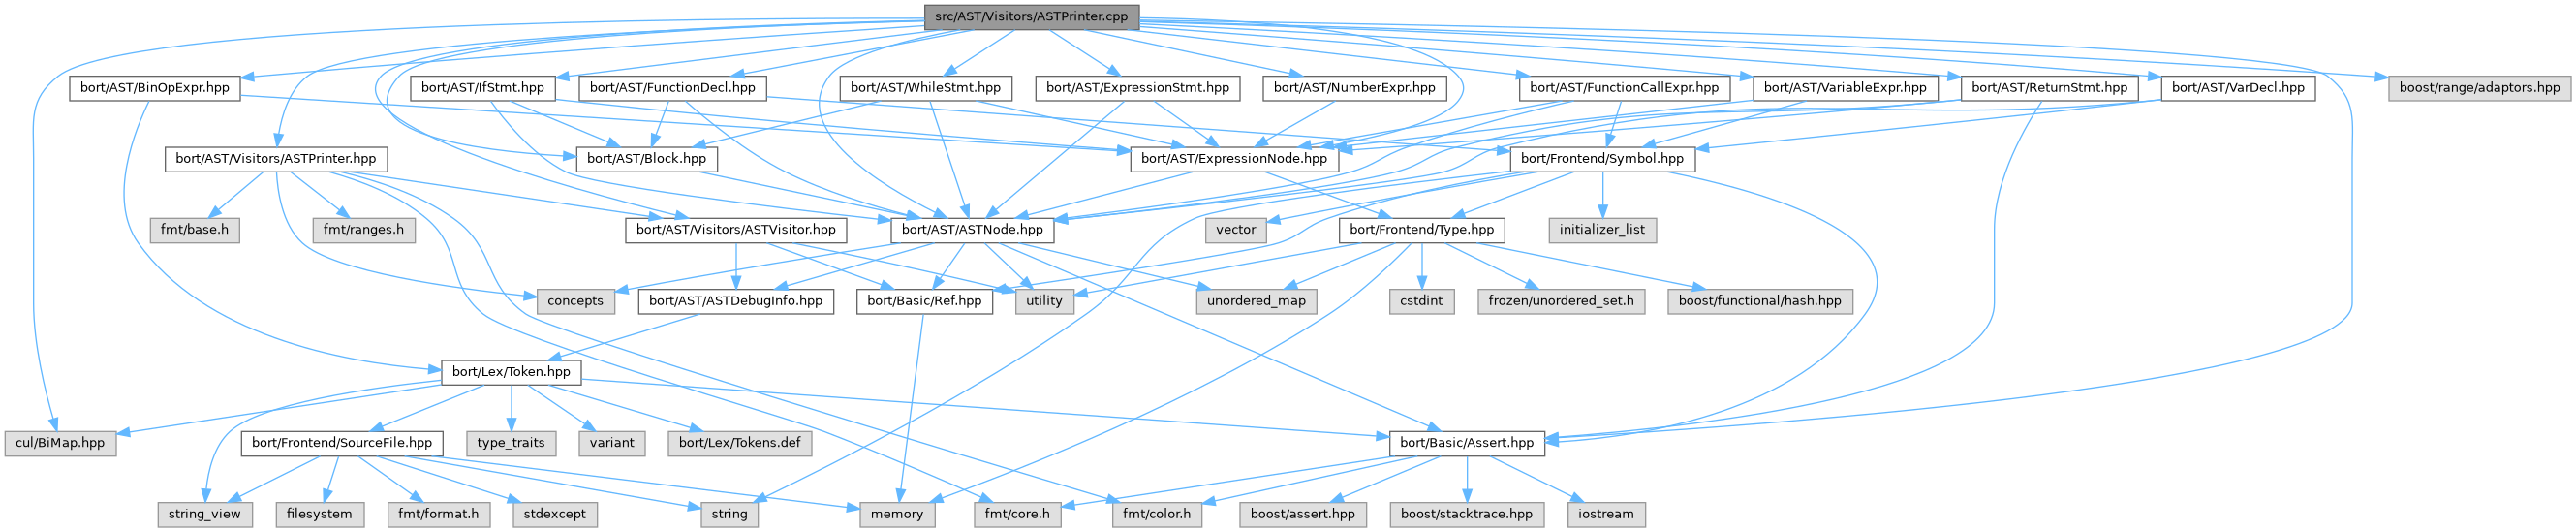 src/AST/Visitors/ASTPrinter.cpp
bort/AST/BinOpExpr.hpp
bort/AST/IfStmt.hpp
bort/AST/FunctionDecl.hpp
bort/AST/WhileStmt.hpp
bort/AST/ExpressionStmt.hpp
bort/AST/NumberExpr.hpp
bort/AST/FunctionCallExpr.hpp
bort/AST/VariableExpr.hpp
bort/AST/ReturnStmt.hpp
bort/AST/VarDecl.hpp
boost/range/adaptors.hpp
bort/AST/Visitors/ASTPrinter.hpp
bort/AST/Block.hpp
bort/AST/ExpressionNode.hpp
bort/Frontend/Symbol.hpp
fmt/base.h
fmt/ranges.h
bort/AST/Visitors/ASTVisitor.hpp
bort/AST/ASTNode.hpp
vector
bort/Frontend/Type.hpp
initializer_list
concepts
bort/AST/ASTDebugInfo.hpp
bort/Basic/Ref.hpp
utility
unordered_map
cstdint
frozen/unordered_set.h
boost/functional/hash.hpp
bort/Lex/Token.hpp
cul/BiMap.hpp
bort/Frontend/SourceFile.hpp
type_traits
variant
bort/Lex/Tokens.def
bort/Basic/Assert.hpp
string_view
filesystem
fmt/format.h
stdexcept
string
memory
fmt/core.h
fmt/color.h
boost/assert.hpp
boost/stacktrace.hpp
iostream